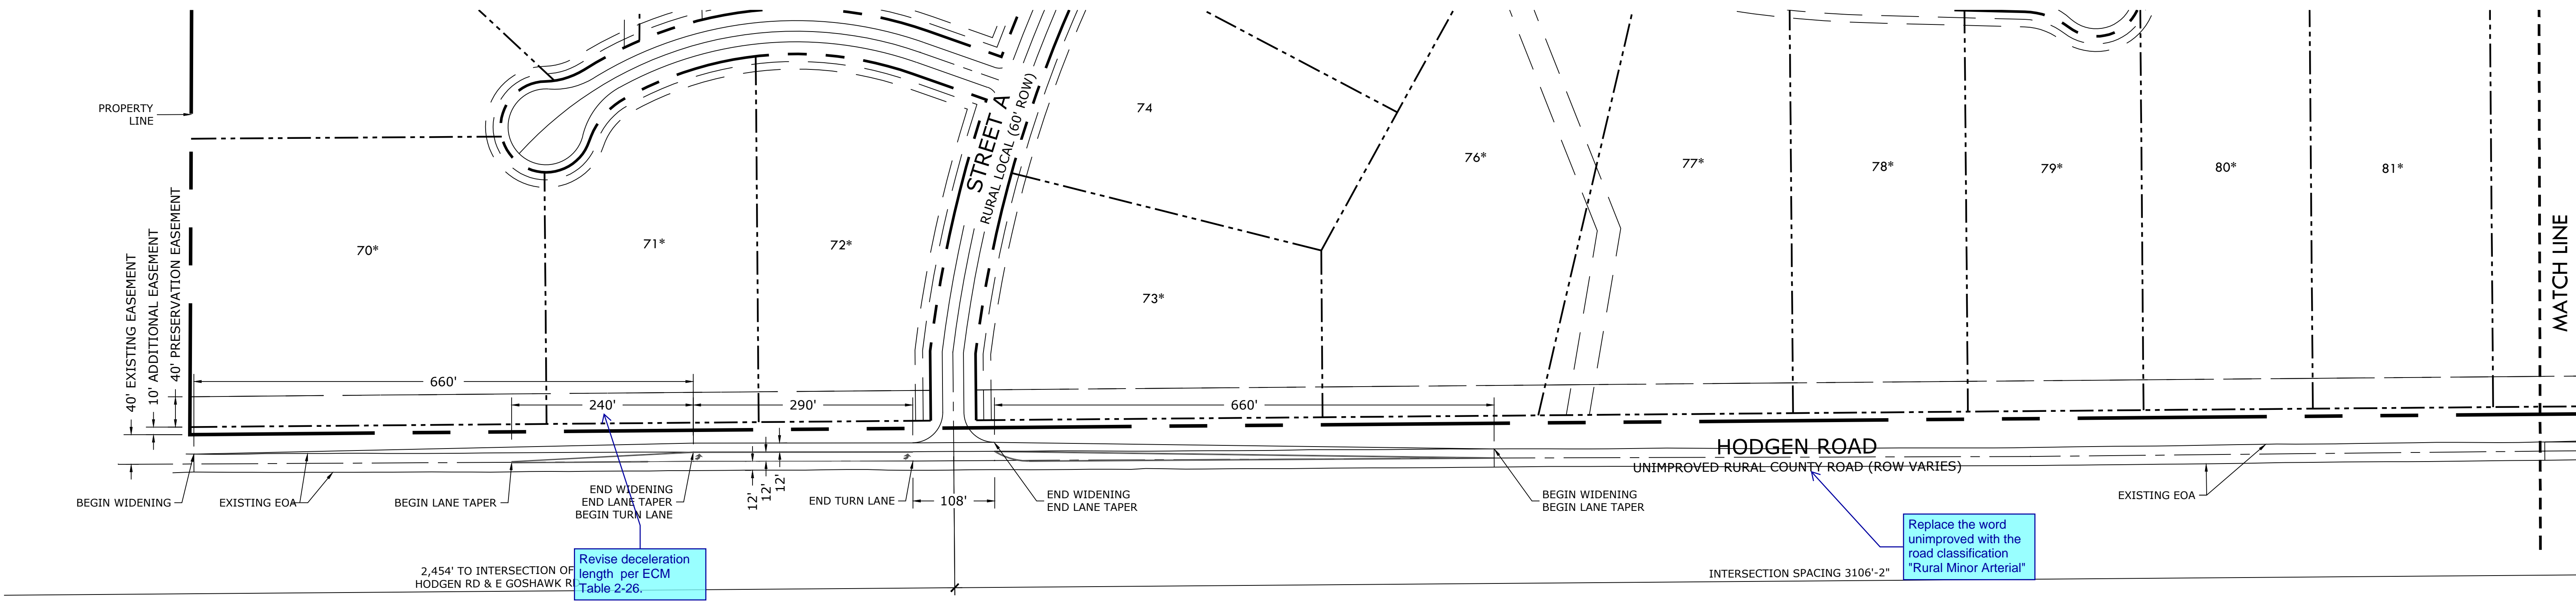 PROPERTY
LINE
40' EXISTING EASEMENT
10' ADDITIONAL EASEMENT
40' PRESERVATION EASEMENT
70*
71*
72*
STREET A
RURAL LOCAL (60' ROW)
74
73*
76*
77*
78*
79*
80*
81*
MATCH LINE
660'
240'
290'
660'
HODGEN ROAD
UNIMPROVED RURAL COUNTY ROAD (ROW VARIES)
BEGIN WIDENING
EXISTING EOA
BEGIN LANE TAPER
END WIDENING
END LANE TAPER
BEGIN TURN LANE
12'
12'
12'
END TURN LANE
108'
END WIDENING
END LANE TAPER
BEGIN WIDENING
BEGIN LANE TAPER
EXISTING EOA
2,454' TO INTERSECTION OF
HODGEN RD & E GOSHAWK
Revise deceleration
length per ECM
Table 2-26.
INTERSECTION SPACING 3106'-2"
Replace the word
unimproved with the
road classification
"Rural Minor Arterial"